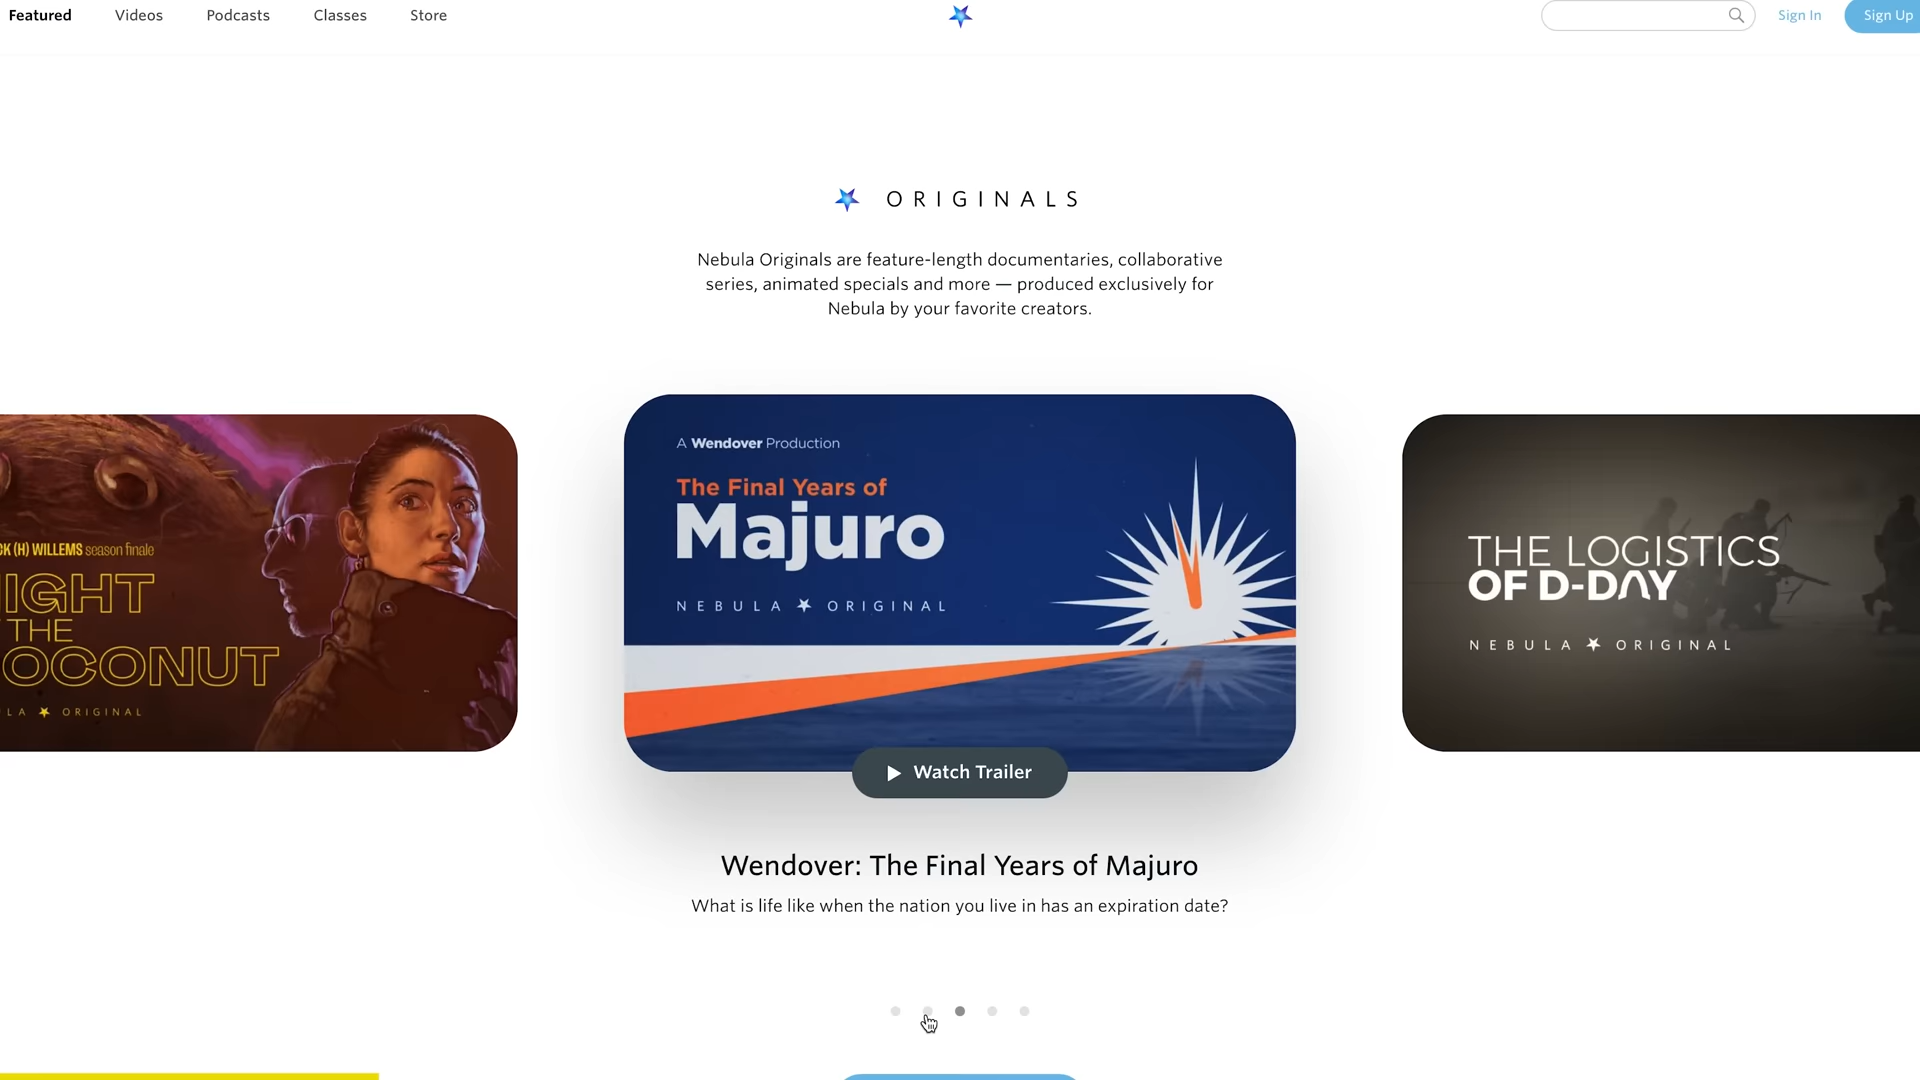 Featured
Videos
Podcasts
Classes
Store
Sign In
Sign Up
ORIGINALS
Nebula Originals are feature-length documentaries, collaborative
series, animated specials and more — produced exclusively for
Nebula by your favorite creators.
CK (H) WILLEMS season finale
IGHT
THE
OCONUT
LA ORIGINAL
A Wendover Production
The Final Years of
Majuro
NEBULA ORIGINAL
Watch Trailer
THE LOGISTICS
OF D-DAY
NEBULA ORIGINAL
Wendover: The Final Years of Majuro
What is life like when the nation you live in has an expiration date?